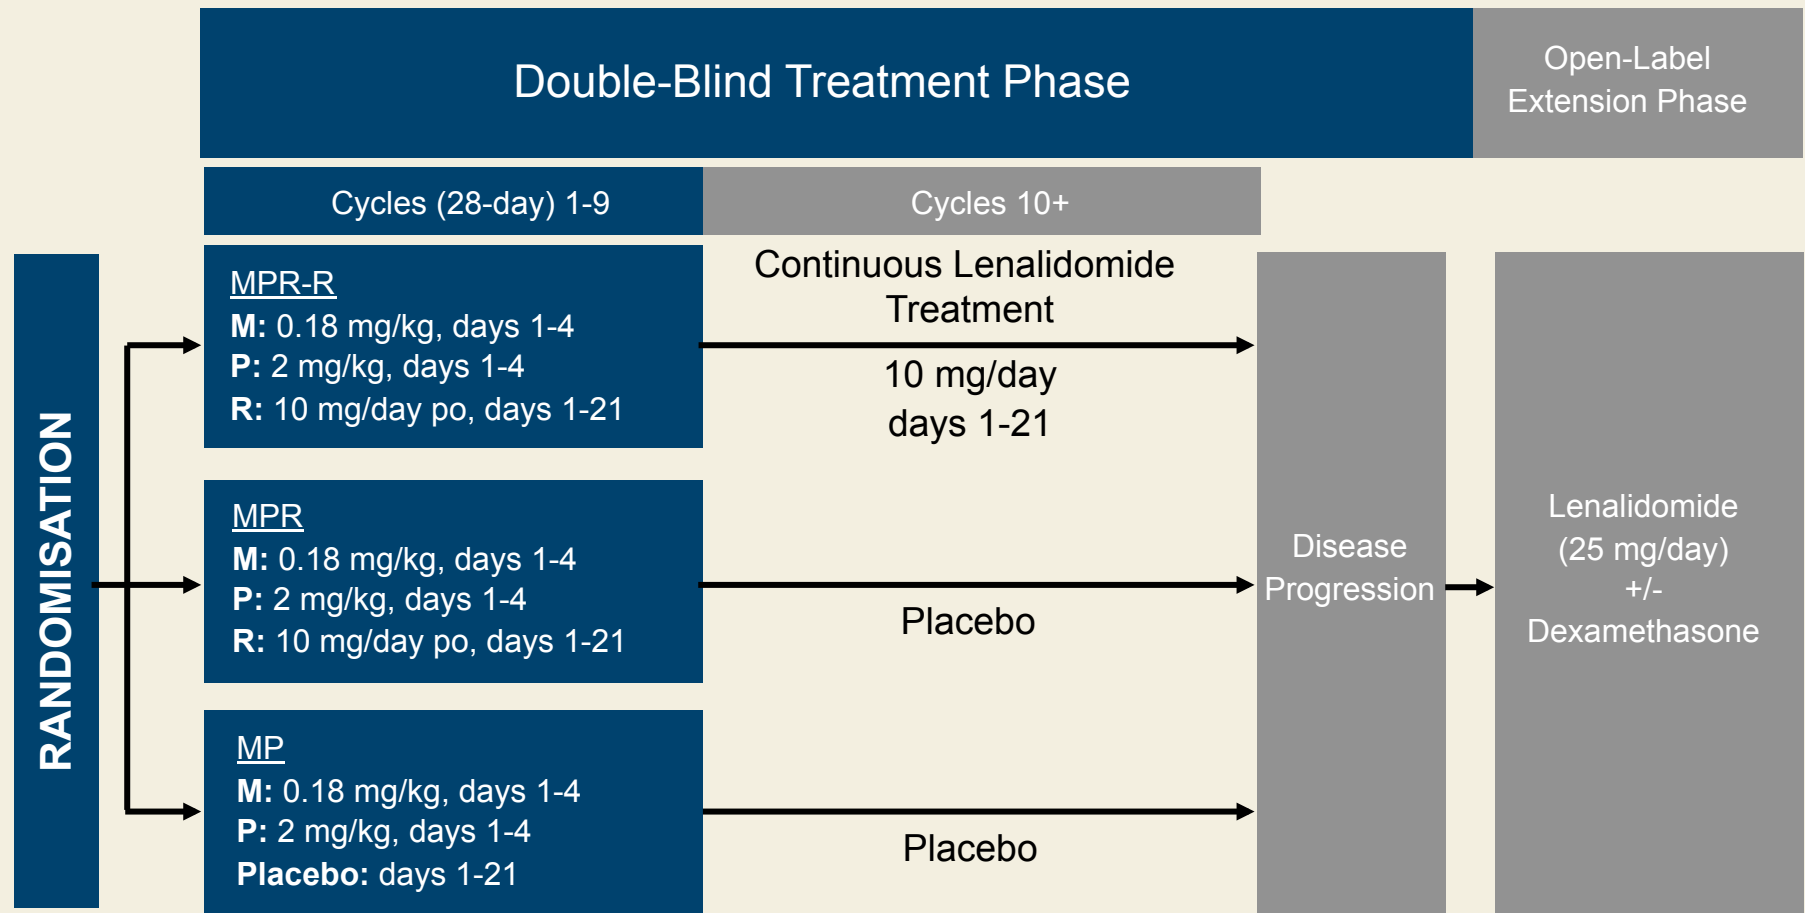 Double-Blind Treatment Phase
Open-Label
Extension Phase
Cycles (28-day) 1-9
Cycles 10+
RANDOMISATION
MPR-R
M: 0.18 mg/kg, days 1-4
P: 2 mg/kg, days 1-4
R: 10 mg/day po, days 1-21
Continuous Lenalidomide
Treatment
10 mg/day
days 1-21
MPR
M: 0.18 mg/kg, days 1-4
P: 2 mg/kg, days 1-4
R: 10 mg/day po, days 1-21
Placebo
MP
M: 0.18 mg/kg, days 1-4
P: 2 mg/kg, days 1-4
Placebo: days 1-21
Placebo
Disease
Progression
Lenalidomide
(25 mg/day)
+/-
Dexamethasone